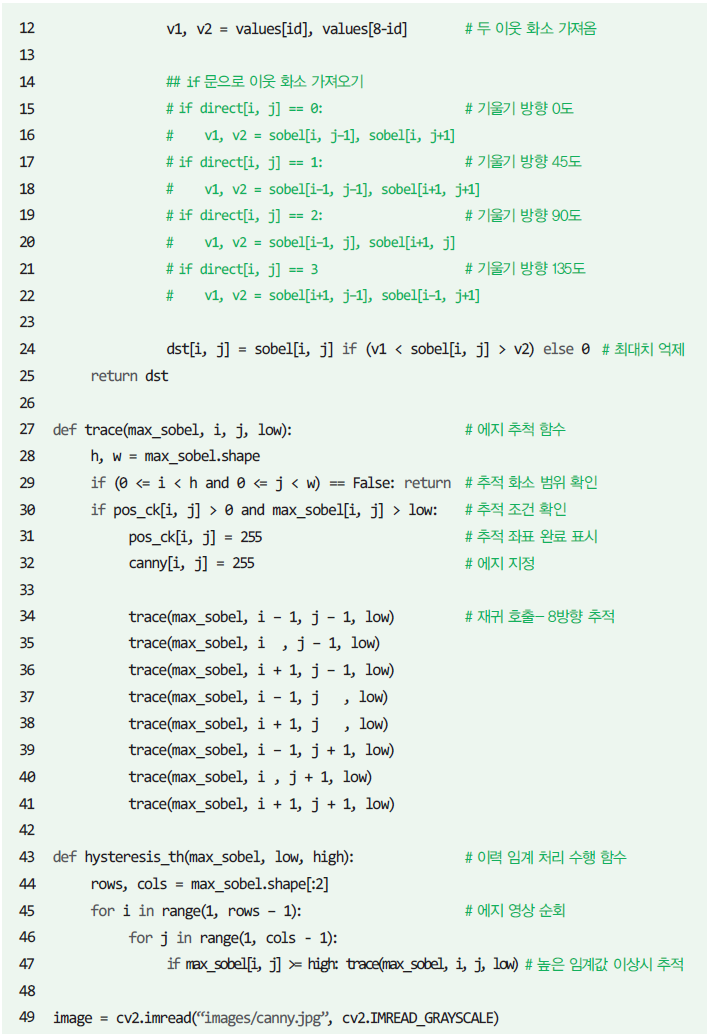 12 v1, v2 = values[id], values[8-id] # 두 이웃 화소 가져옴
13
14 ## if 문으로 이웃 화소 가져오기
15 # if direct[i, j] == 0: # 기울기 방향 0도
16 # v1, v2 = sobel[i, j-1], sobel[i, j+1]
17 # if direct[i, j] == 1: # 기울기 방향 45도
18 # v1, v2 = sobel[i-1, j-1], sobel[i+1, j+1]
19 # if direct[i, j] == 2: # 기울기 방향 90도
20 # v1, v2 = sobel[i-1, j], sobel[i+1, j]
21 # if direct[i, j] == 3 # 기울기 방향 135도
22 # v1, v2 = sobel[i+1, j-1], sobel[i-1, j+1]
23
24 dst[i, j] = sobel[i, j] if (v1 < sobel[i, j] > v2) else 0 # 최대치 억제
25 return dst
26
27 def trace(max_sobel, i, j, low): # 에지 추척 함수
28 h, w = max_sobel.shape
29 if (0 <= i < h and 0 <= j < w) == False: return # 추적 화소 범위 확인
30 if pos_ck[i, j] > 0 and max_sobel[i, j] > low: # 추적 조건 확인
31 pos_ck[i, j] = 255 # 추적 좌표 완료 표시
32 canny[i, j] = 255 # 에지 지정
33
34 trace(max_sobel, i – 1, j – 1, low) # 재귀 호출– 8방향 추적
35 trace(max_sobel, i , j – 1, low)
36 trace(max_sobel, i + 1, j – 1, low)
37 trace(max_sobel, i – 1, j , low)
38 trace(max_sobel, i + 1, j , low)
39 trace(max_sobel, i – 1, j + 1, low)
40 trace(max_sobel, i , j + 1, low)
41 trace(max_sobel, i + 1, j + 1, low)
42
43 def hysteresis_th(max_sobel, low, high): # 이력 임계 처리 수행 함수
44 rows, cols = max_sobel.shape[:2]
45 for i in range(1, rows – 1): # 에지 영상 순회
46 for j in range(1, cols - 1):
47 if max_sobel[i, j] >= high: trace(max_sobel, i, j, low) # 높은 임계값 이상시 추적
48
49 image = cv2.imread(“images/canny.jpg”, cv2.IMREAD_GRAYSCALE)